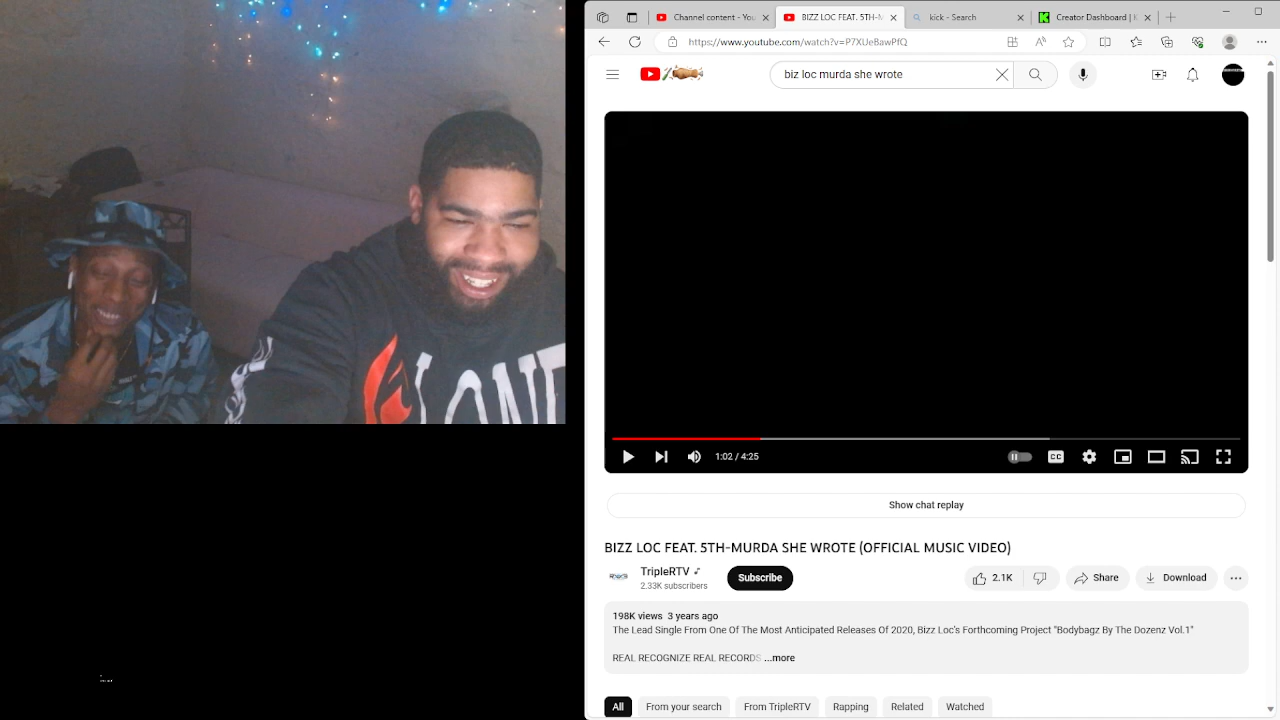 LONE
Channel content - You
BIZZ LOC FEAT. 5TH-M
kick - Search
Creator Dashboard | K
https://www.youtube.com/watch?v=P7XUeBawPfQ
biz loc murda she wrote
1:02 / 4:25
CC
Show chat replay
BIZZ LOC FEAT. 5TH-MURDA SHE WROTE (OFFICIAL MUSIC VIDEO)
TripleRTV
2.33K subscribers
Subscribe
2.1K
Share
Download
198K views 3 years ago
The Lead Single From One Of The Most Anticipated Releases Of 2020, Bizz Loc's Forthcoming Project "Bodybagz By The Dozenz Vol.1"
REAL RECOGNIZE REAL RECORDS ...more
All
From your search
From TripleRTV
Rapping
Related
Watched